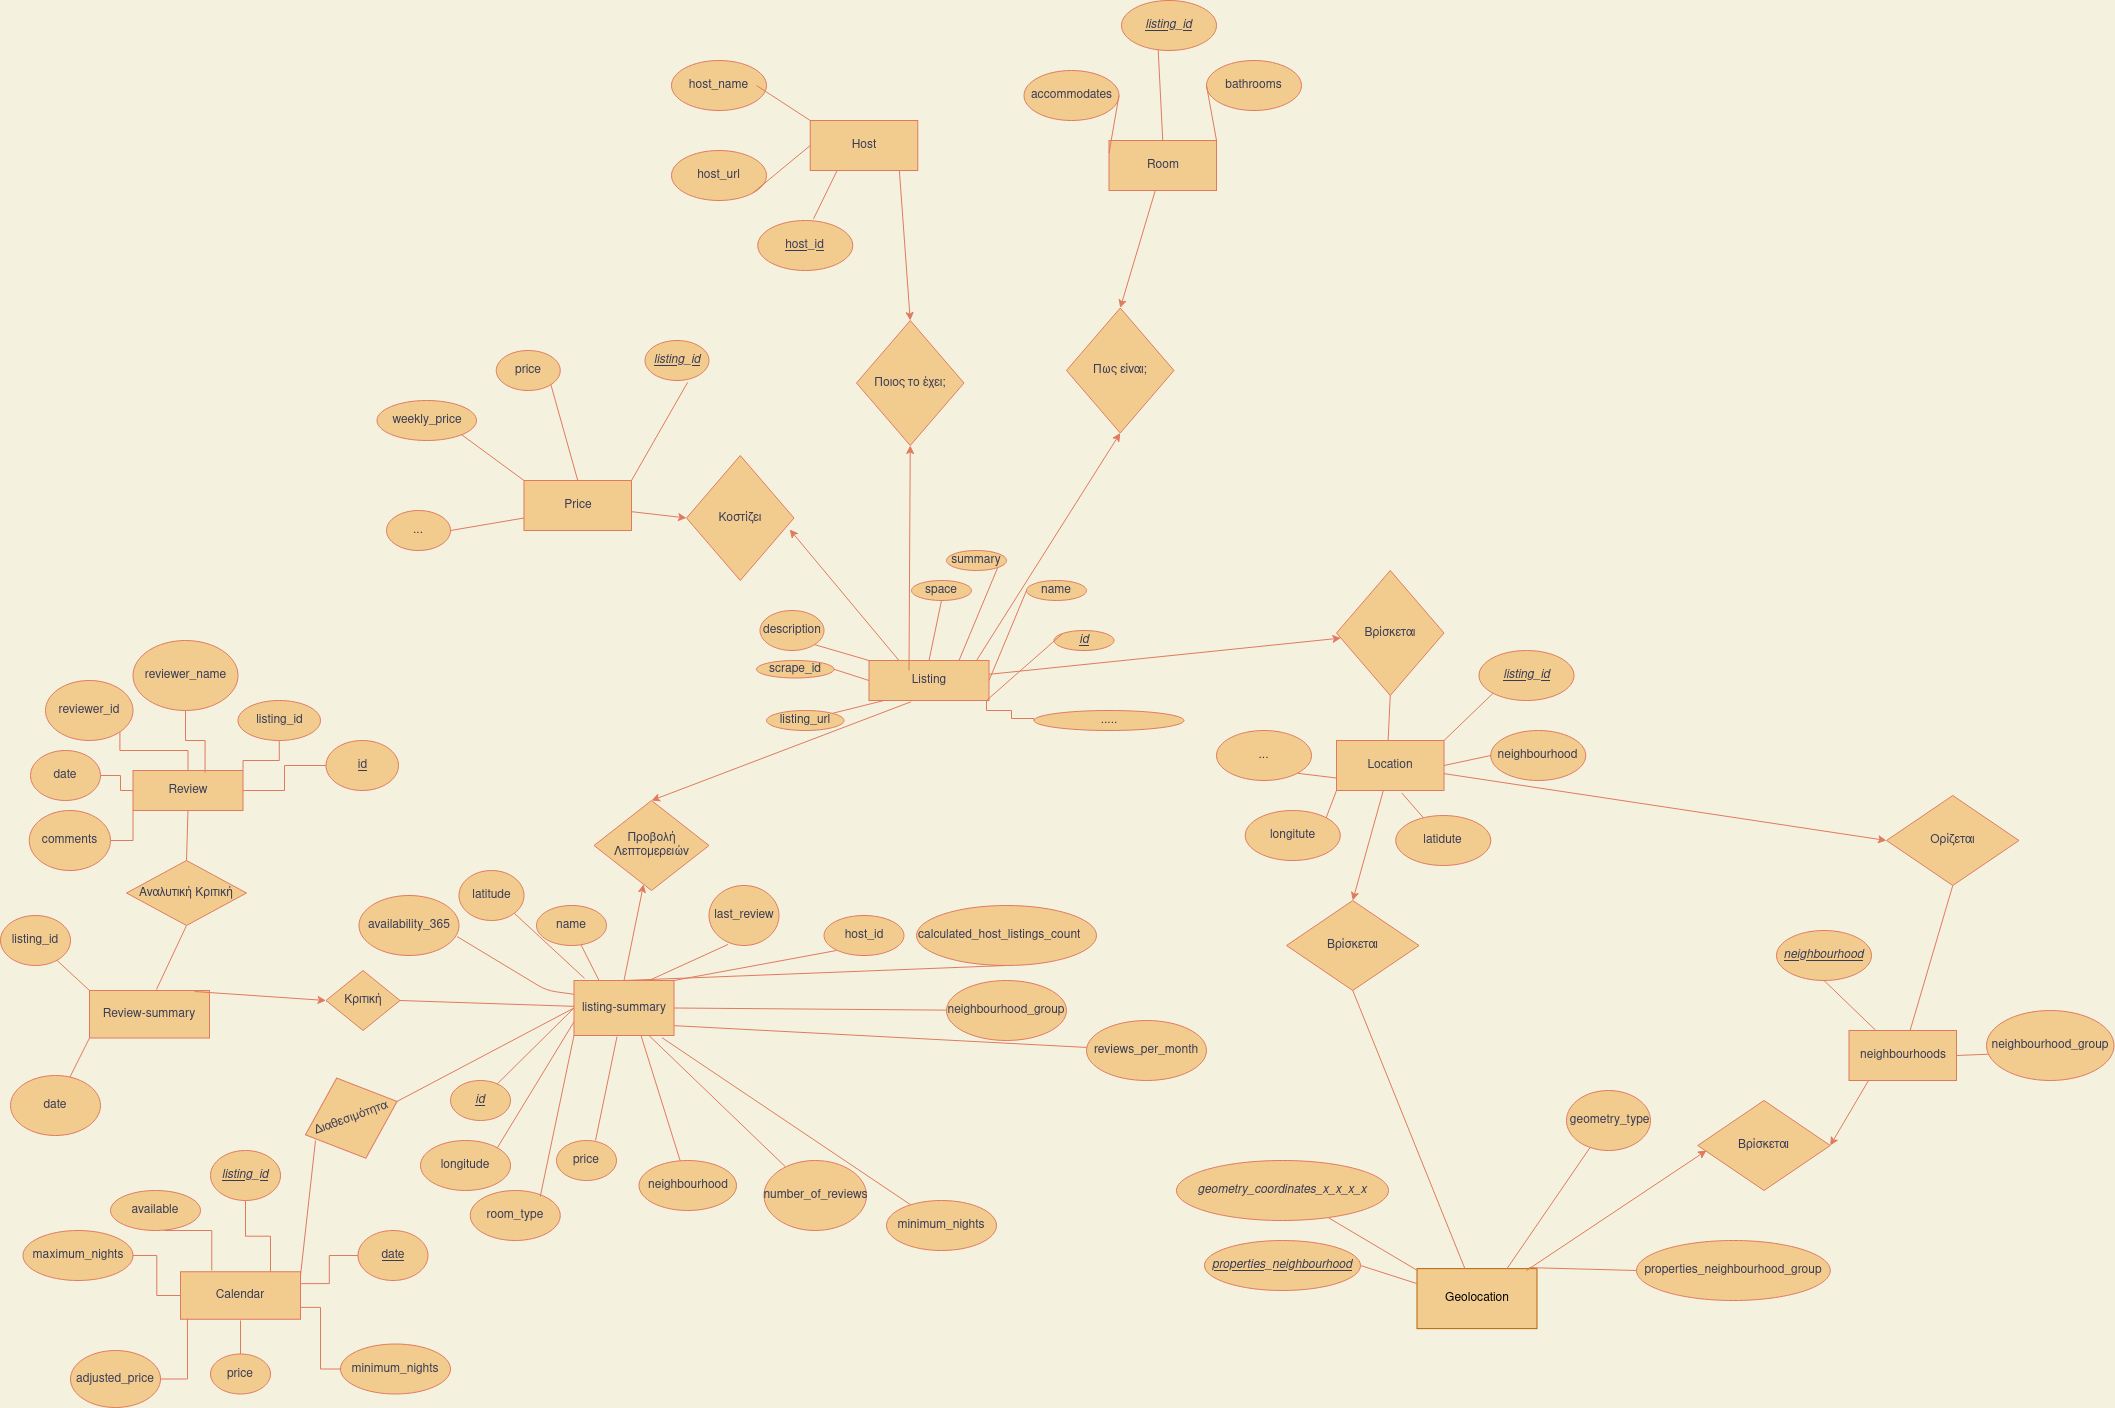 listing_id
host_name
accommodates
bathrooms
Host
Room
host_url
host_id
Ποιος το έχει;
Πως είναι;
price
listing_id
weekly_price
Price
...
Κοστίζει
summary
space
name
description
id
scrape_id
Listing
listing_url
.....
Βρίσκεται
listing_id
...
Location
neighbourhood
longitute
latidute
Ορίζεται
reviewer_name
reviewer_id
listing_id
date
id
Review
comments
Αναλυτική Κριτική
Προβολή
Λεπτομερειών
listing_id
availability_365
latitude
name
last_review
host_id
calculated_host_listings_count
Βρίσκεται
neighbourhood
Review-summary
Κριτική
listing-summary
neighbourhood_group
reviews_per_month
neighbourhoods
neighbourhood_group
date
Διαθεσιμότητα
id
longitude
room_type
price
neighbourhood
number_of_reviews
minimum_nights
geometry_type
Βρίσκεται
geometry_coordinates_x_x_x_x
properties_neighbourhood
properties_neighbourhood_group
Geolocation
listing_id
available
maximum_nights
date
Calendar
adjusted_price
price
minimum_nights